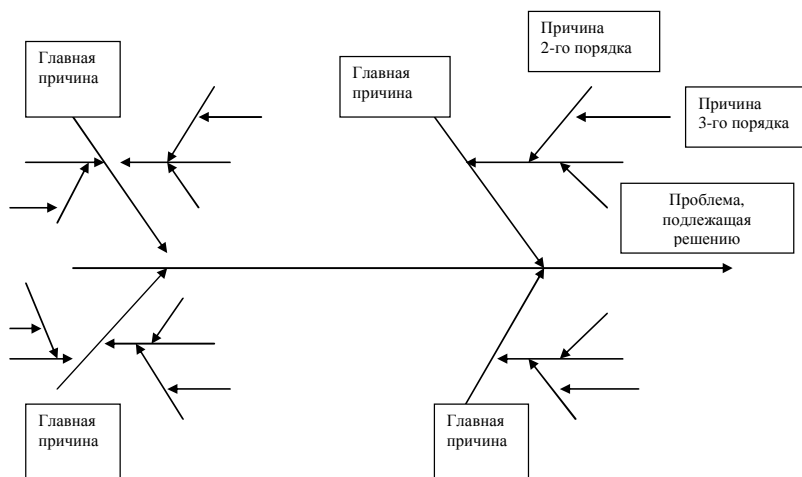 Главная
причина
Главная
причина
Причина
2-го порядка
Причина
3-го порядка
Проблема,
подлежащая
решению
Главная
причина
Главная
причина